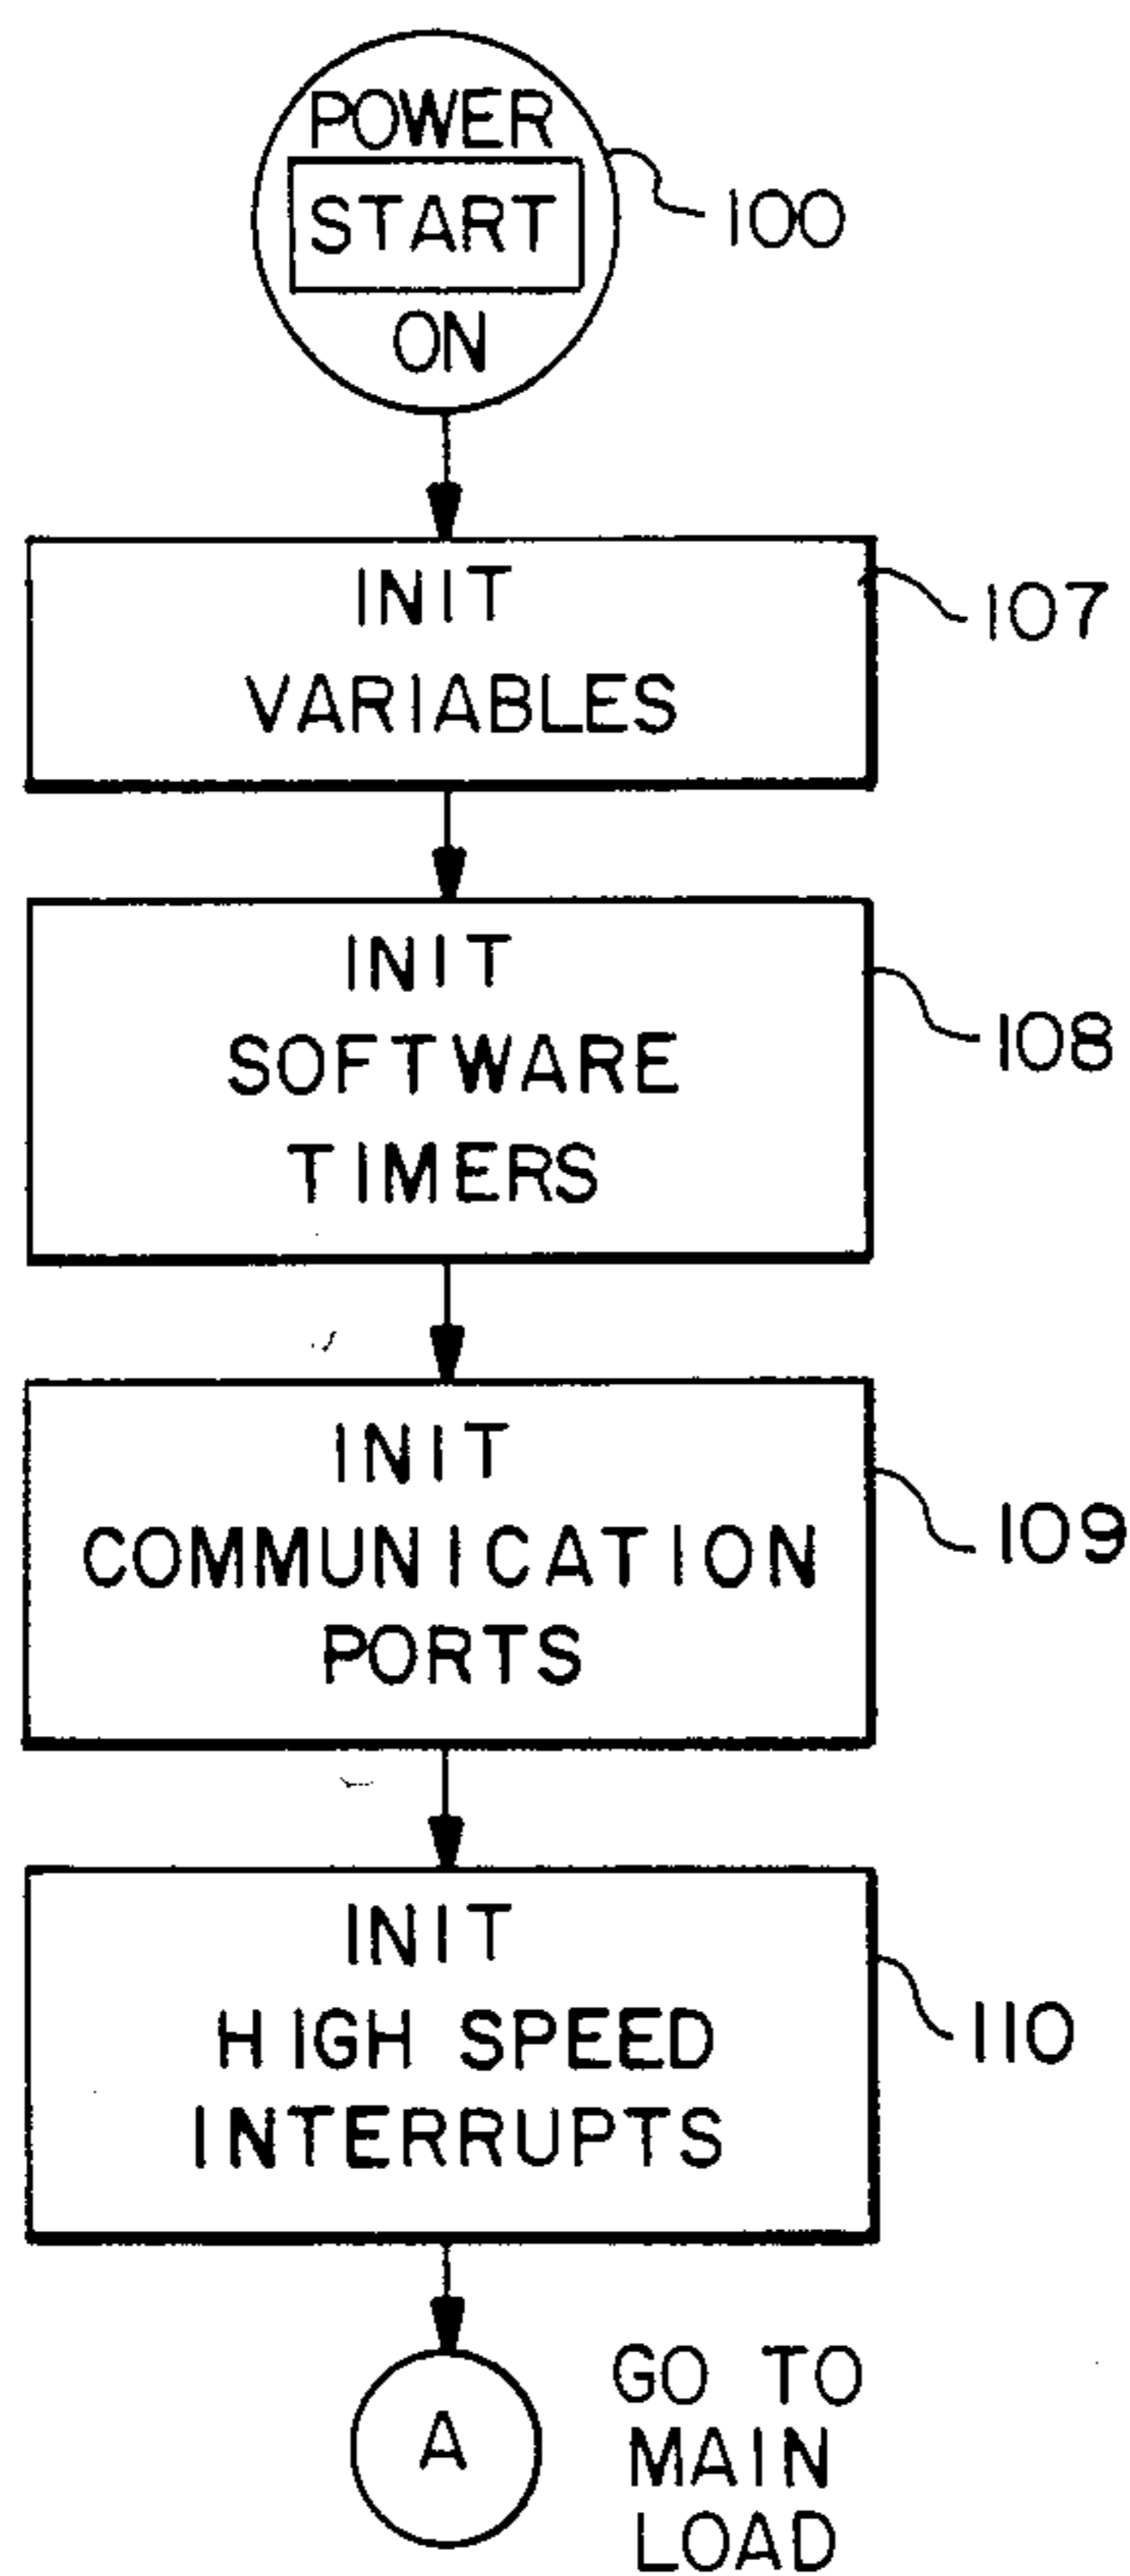 POWER
START
ON
100
INIT
VARIABLES
107
INIT
SOFTWARE
TIMERS
108
INIT
COMMUNICATION
PORTS
109
INIT
HIGH SPEED
INTERRUPTS
110
A
GO TO
MAIN
LOAD